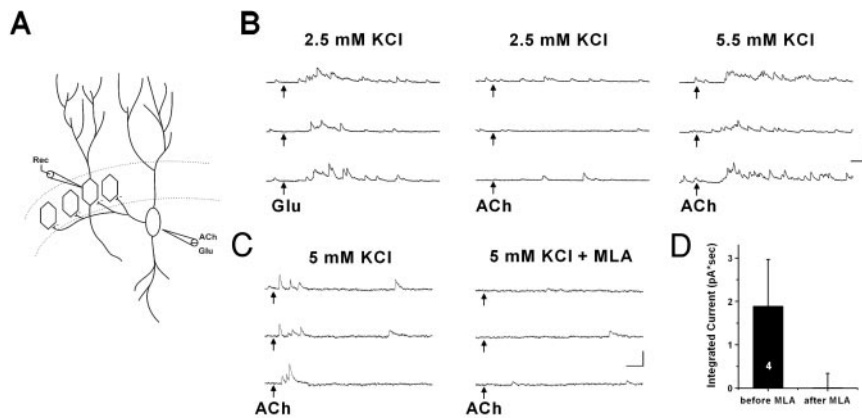 A
Rec
ACh
Glu
B
2.5 mM KCl
2.5 mM KCl
5.5 mM KCl
Glu
ACh
ACh
C
5 mM KCl
5 mM KCl + MLA
ACh
ACh
D
Integrated Current (pA*sec)
3
2
1
0
4
before MLA
after MLA